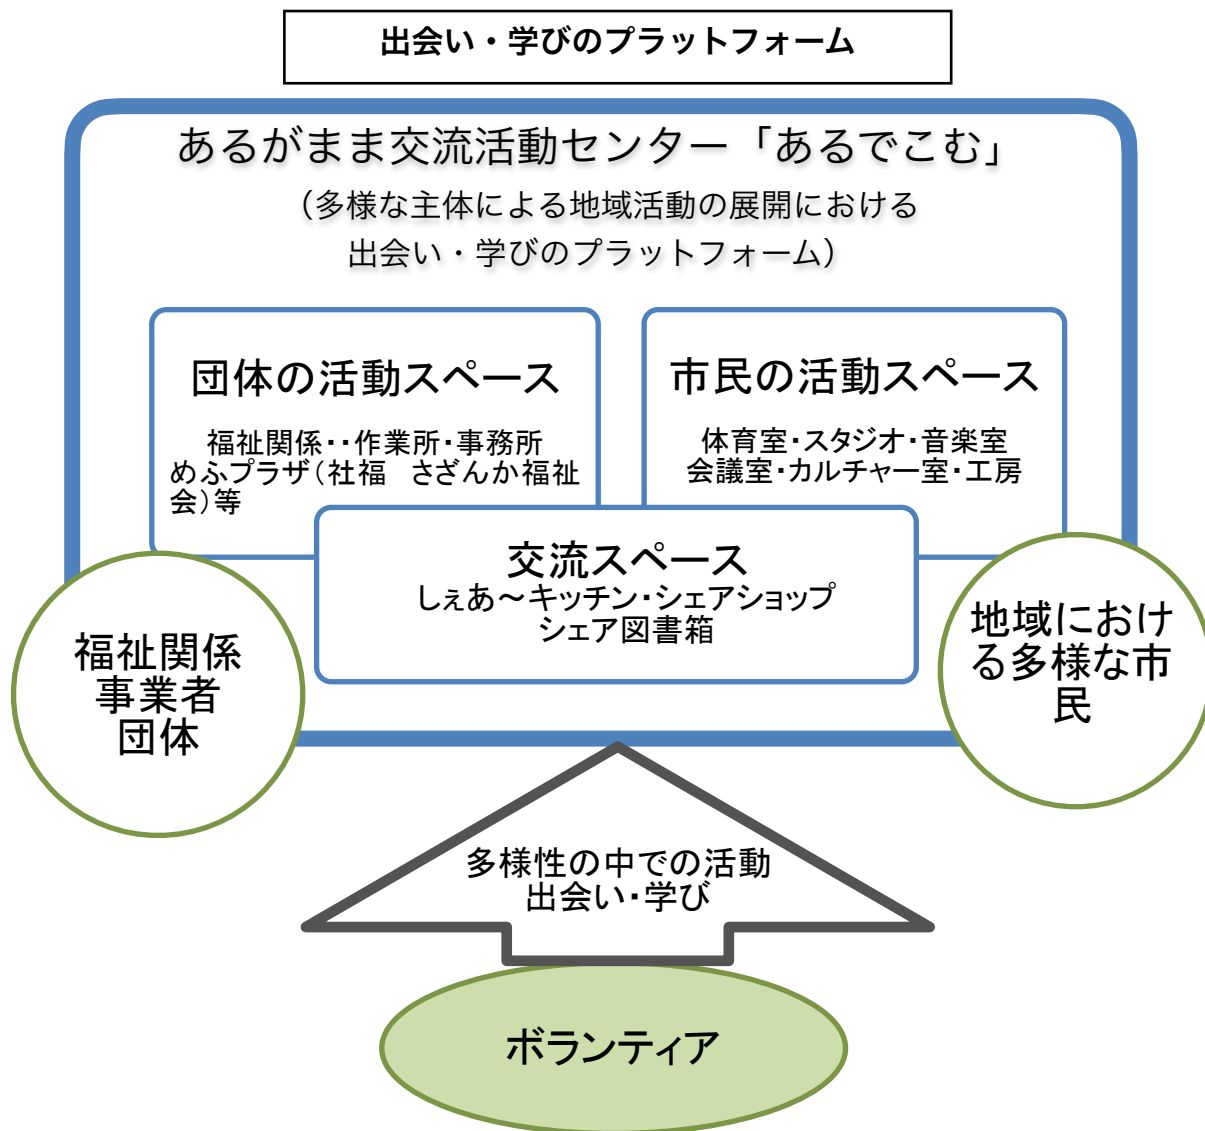 出会い・学びのプラットフォーム
あるがまま交流活動センター「あるでこむ」
（多様な主体による地域活動の展開における
出会い・学びのプラットフォーム）
団体の活動スペース
福祉関係・・作業所・事務所
めふプラザ（社福　さざんか福祉
会）等
市民の活動スペース
体育室・スタジオ・音楽室
会議室・カルチャー室・工房
交流スペース
しぇあ～キッチン・シェアショップ
シェア図書箱
福祉関係
事業者
団体
地域におけ
る多様な市
民
多様性の中での活動
出会い・学び
ボランティア